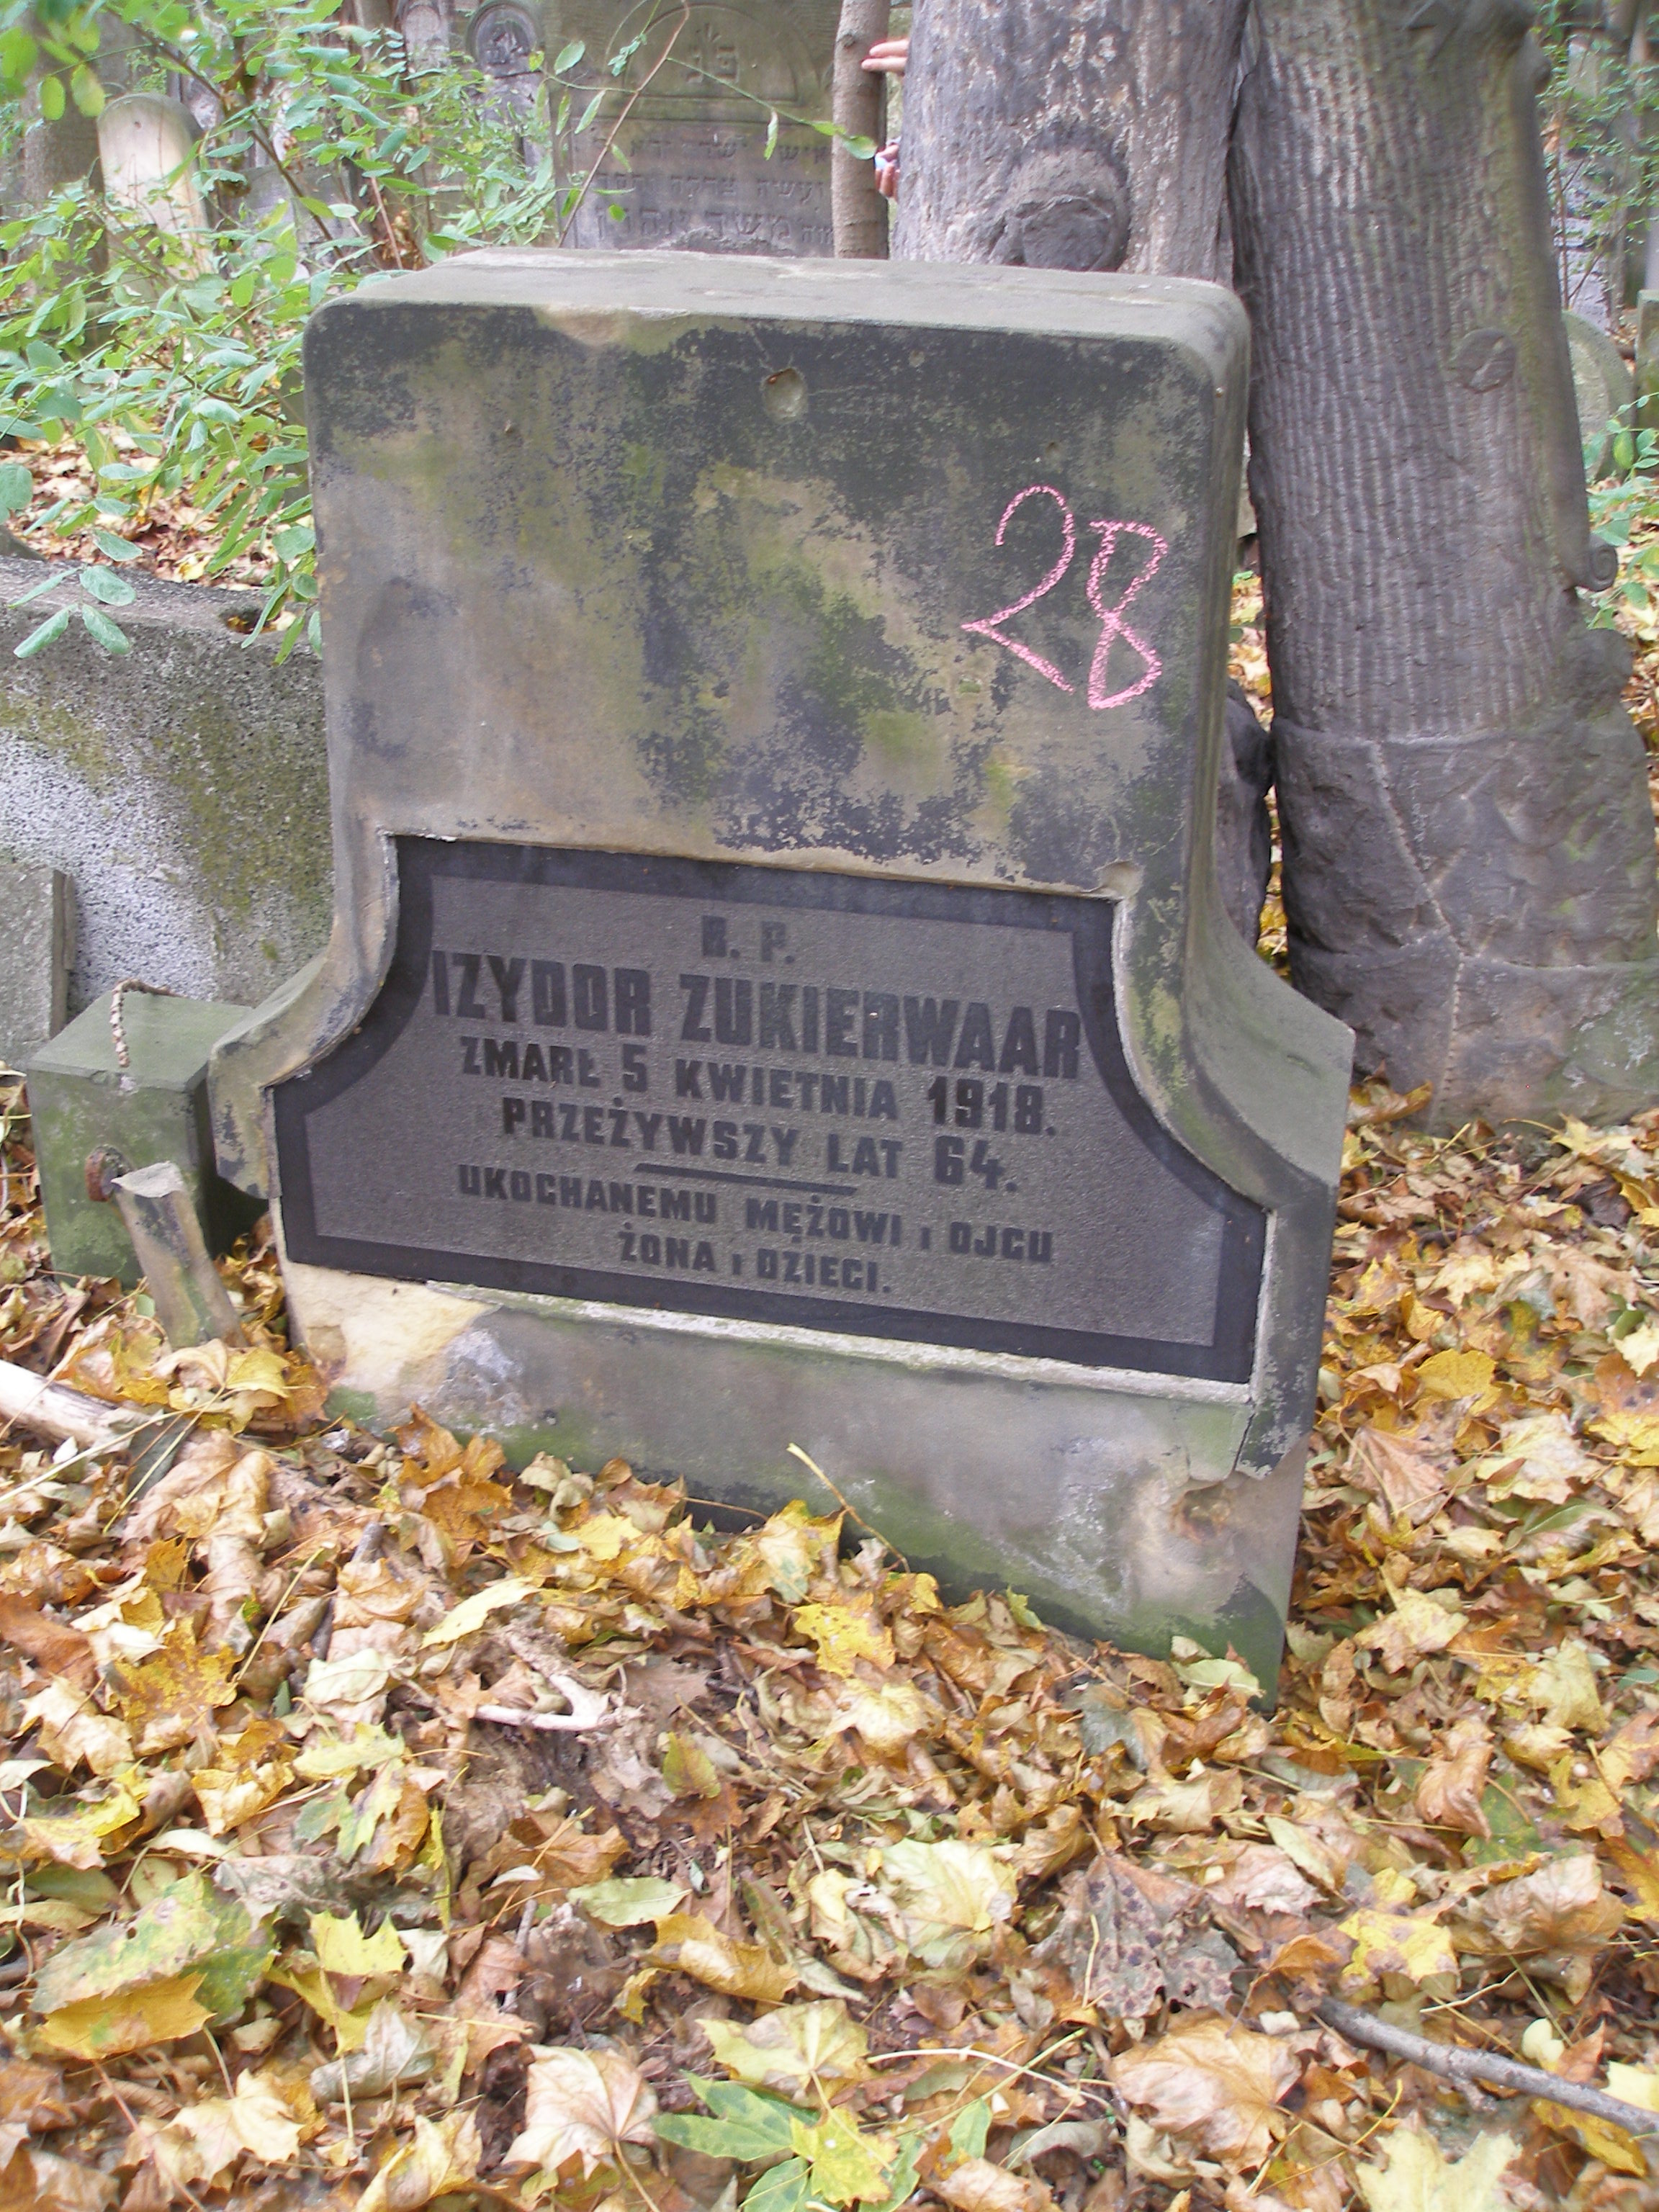 28
B. P.
IZYDOR ZUKIERWAAR
ZMARŁ 5 KWIETNIA 1918.
PRZEŻYWSZY LAT 64.
UKOCHANEMU MĘŻOWI I OJCU
ŻONA I DZIECI.